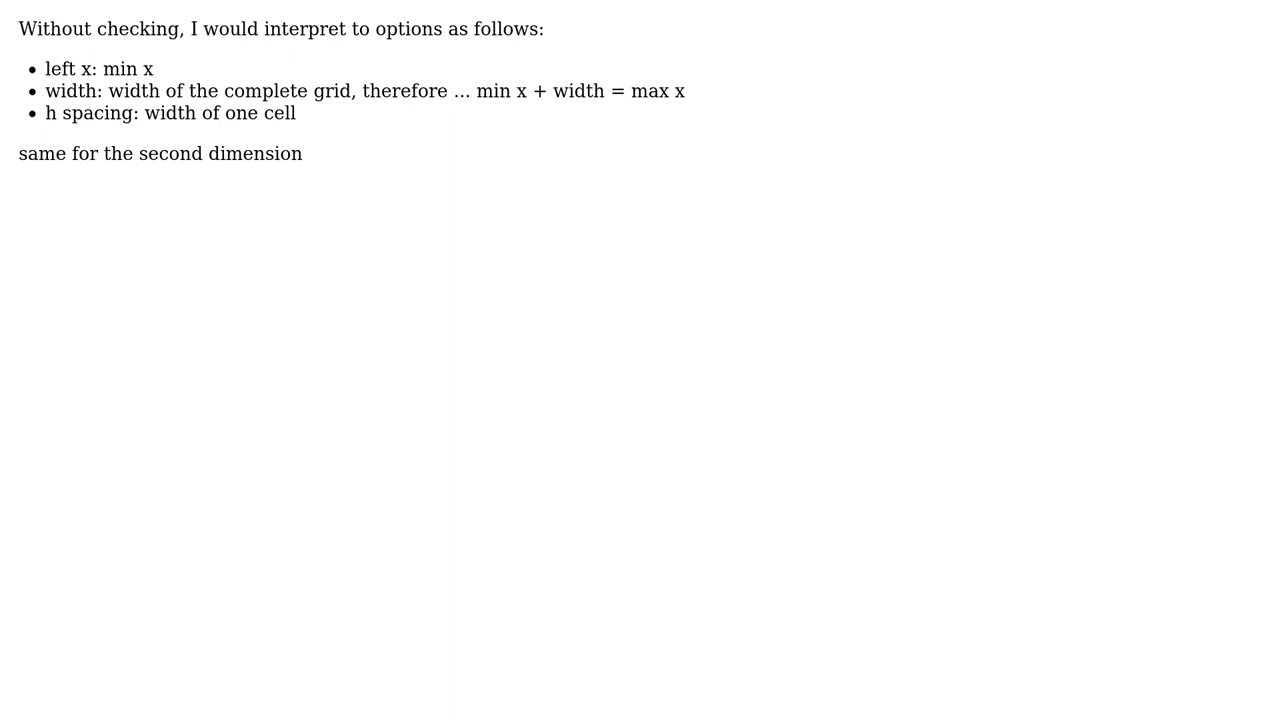 Without checking, I would interpret to options as follows:
• left x: min x
• width: width of the complete grid, therefore ... min x + width = max x
• h spacing: width of one cell
same for the second dimension